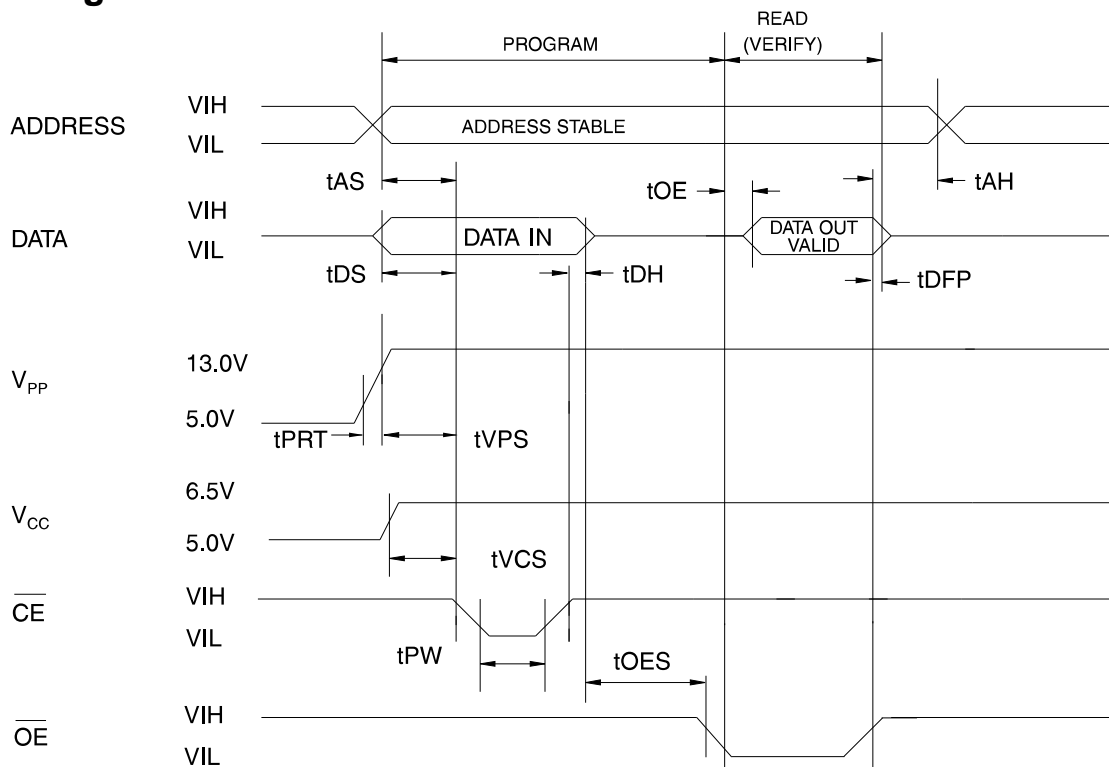 READ
PROGRAM (VERIFY)
ADDRESS VIH
VIL
ADDRESS STABLE
tAS tOE tAH
DATA VIH
VIL
DATA IN
DATA OUT
VALID
tDS tDH tDFP
VPP 13.0V
5.0V
tPRT tVPS
VCC 6.5V
5.0V
tVCS
CE VIH
VIL
tPW tOES
OE VIH
VIL